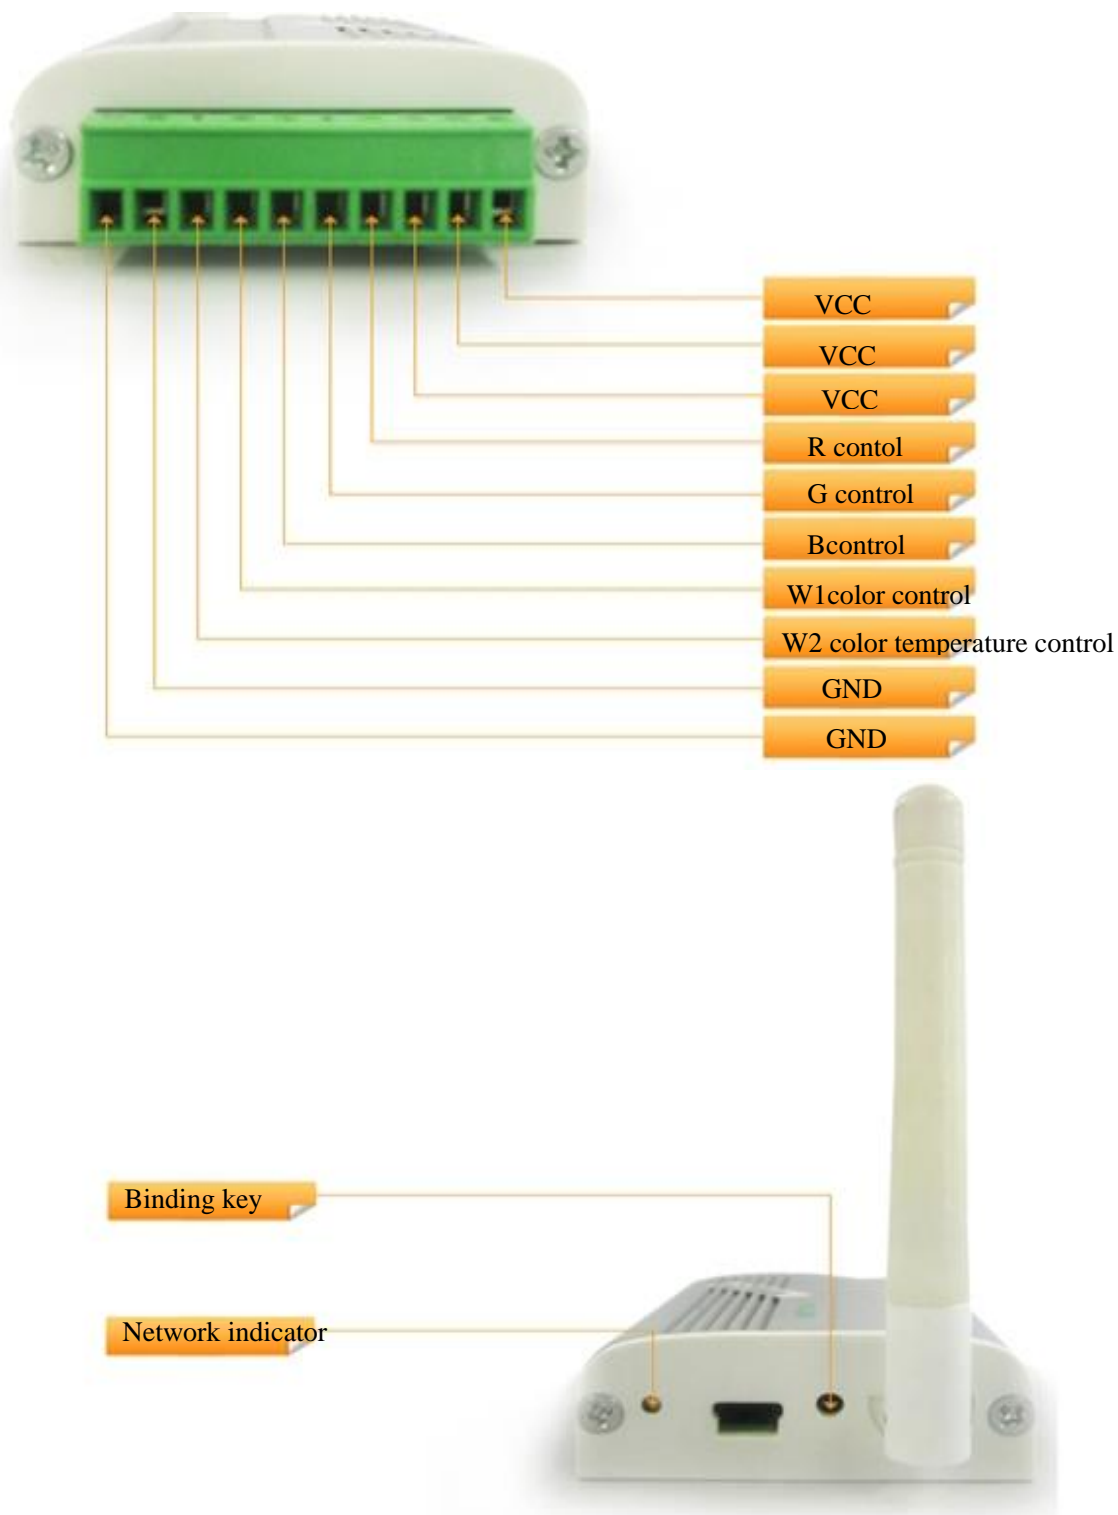 VCC
VCC
VCC
R contol
G control
Bcontrol
W1color control
W2 color temperature control
GND
GND
Binding key
Network indicator